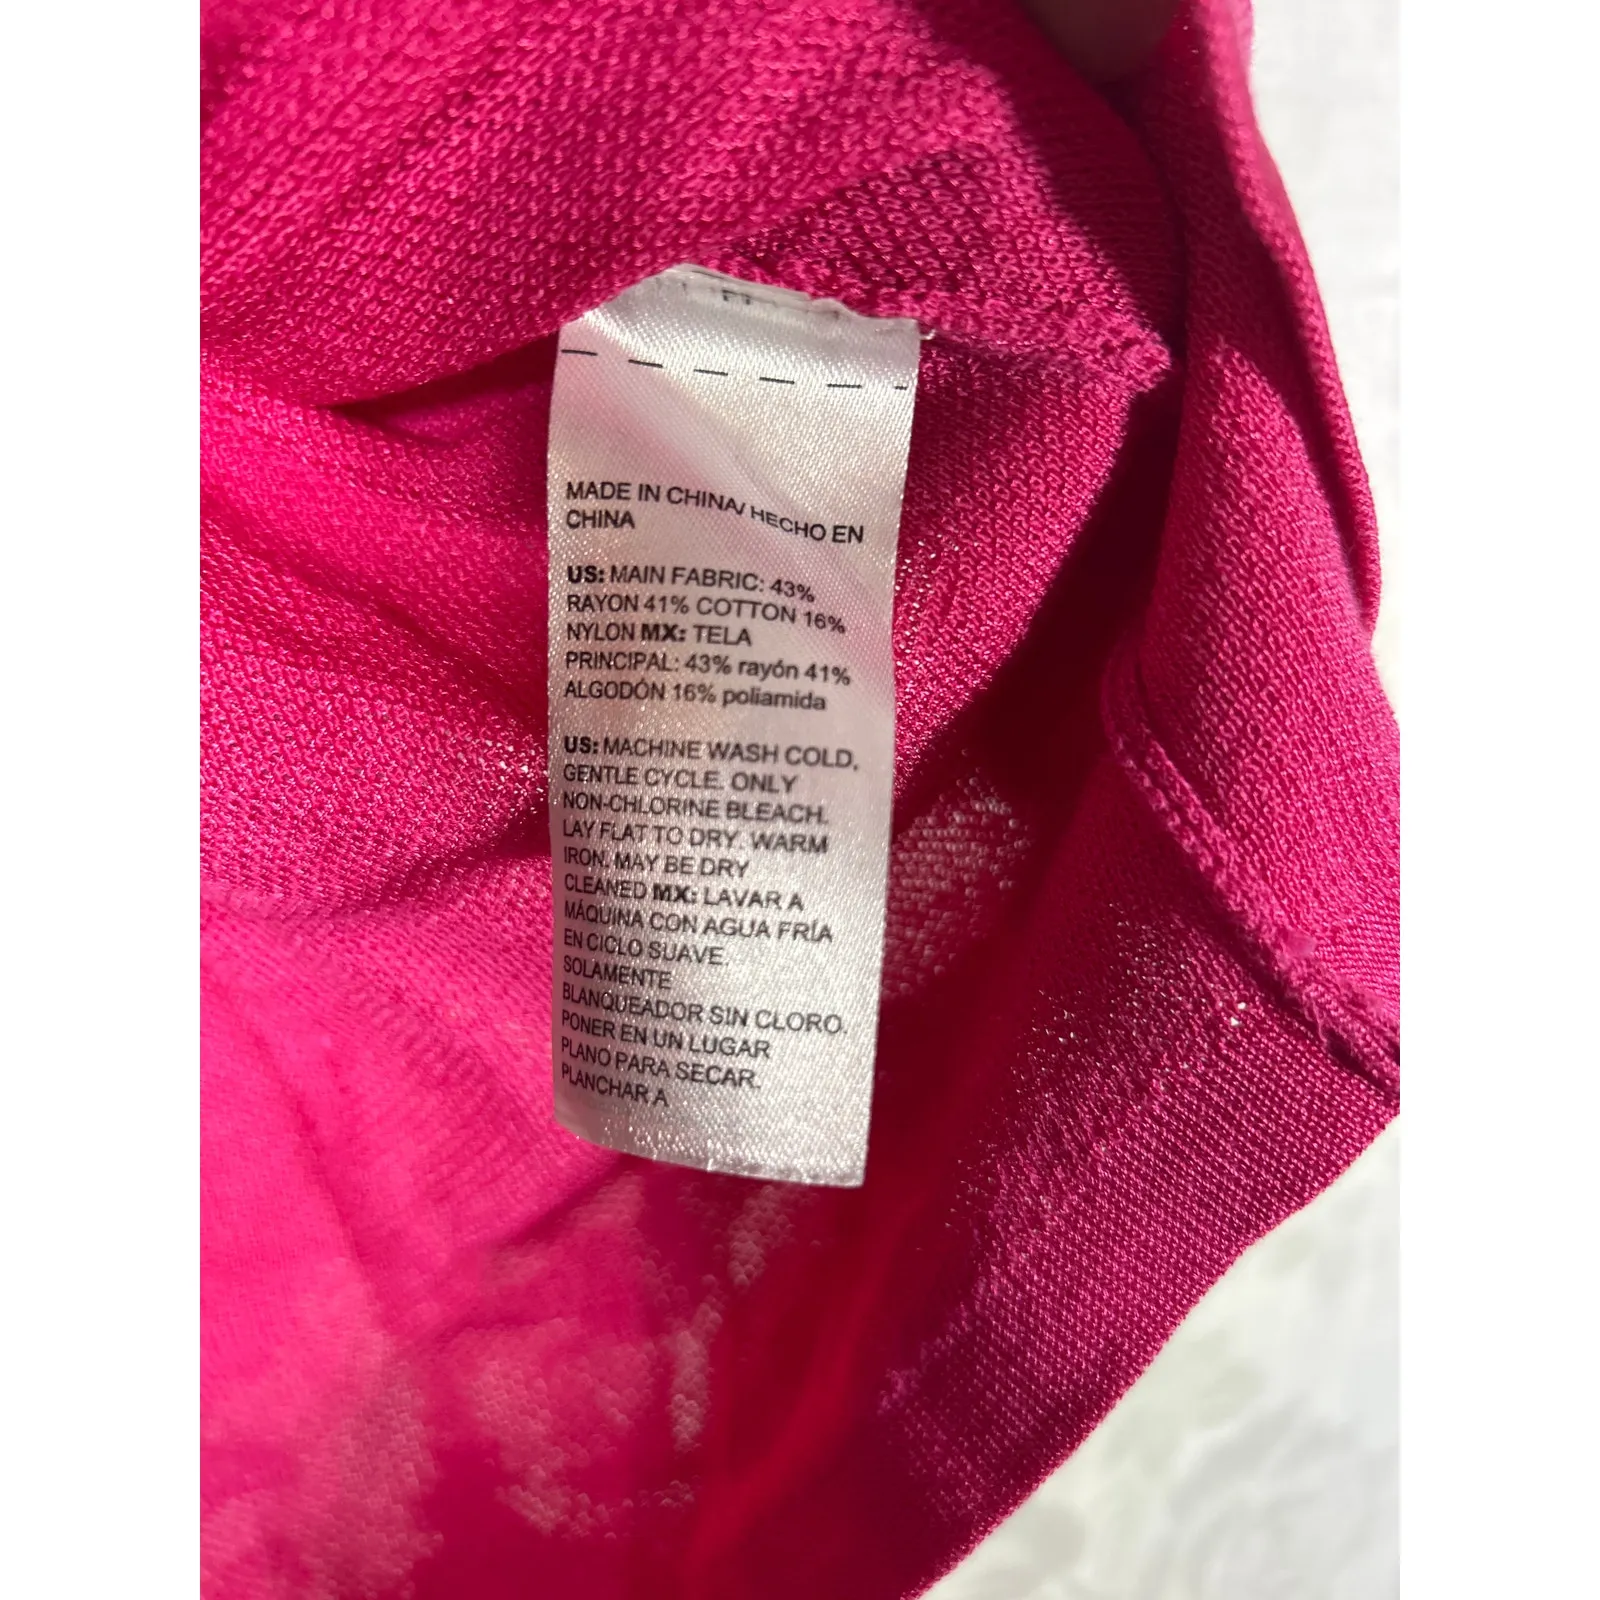 MADE IN CHINA/ HECHO EN
CHINA
US: MAIN FABRIC: 43%
RAYON 41% COTTON 16%
NYLON MX: TELA
PRINCIPAL: 43% rayón 41%
ALGODÓN 16% poliamida
US: MACHINE WASH COLD,
GENTLE CYCLE. ONLY
NON-CHLORINE BLEACH.
LAY FLAT TO DRY. WARM
IRON. MAY BE DRY
CLEANED MX: LAVAR A
MÁQUINA CON AGUA FRÍA
EN CICLO SUAVE.
SOLAMENTE
BLANQUEADOR SIN CLORO.
PONER EN UN LUGAR
PLANO PARA SECAR.
PLANCHAR A